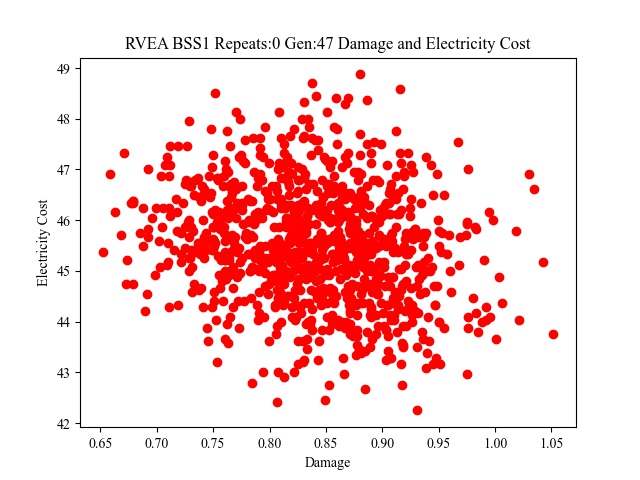 RVEA BSS1 Repeats:0 Gen:47 Damage and Electricity Cost
49
48
47
46
45
44
43
42
Electricity Cost
0.65 0.70 0.75 0.80 0.85 0.90 0.95 1.00 1.05
Damage